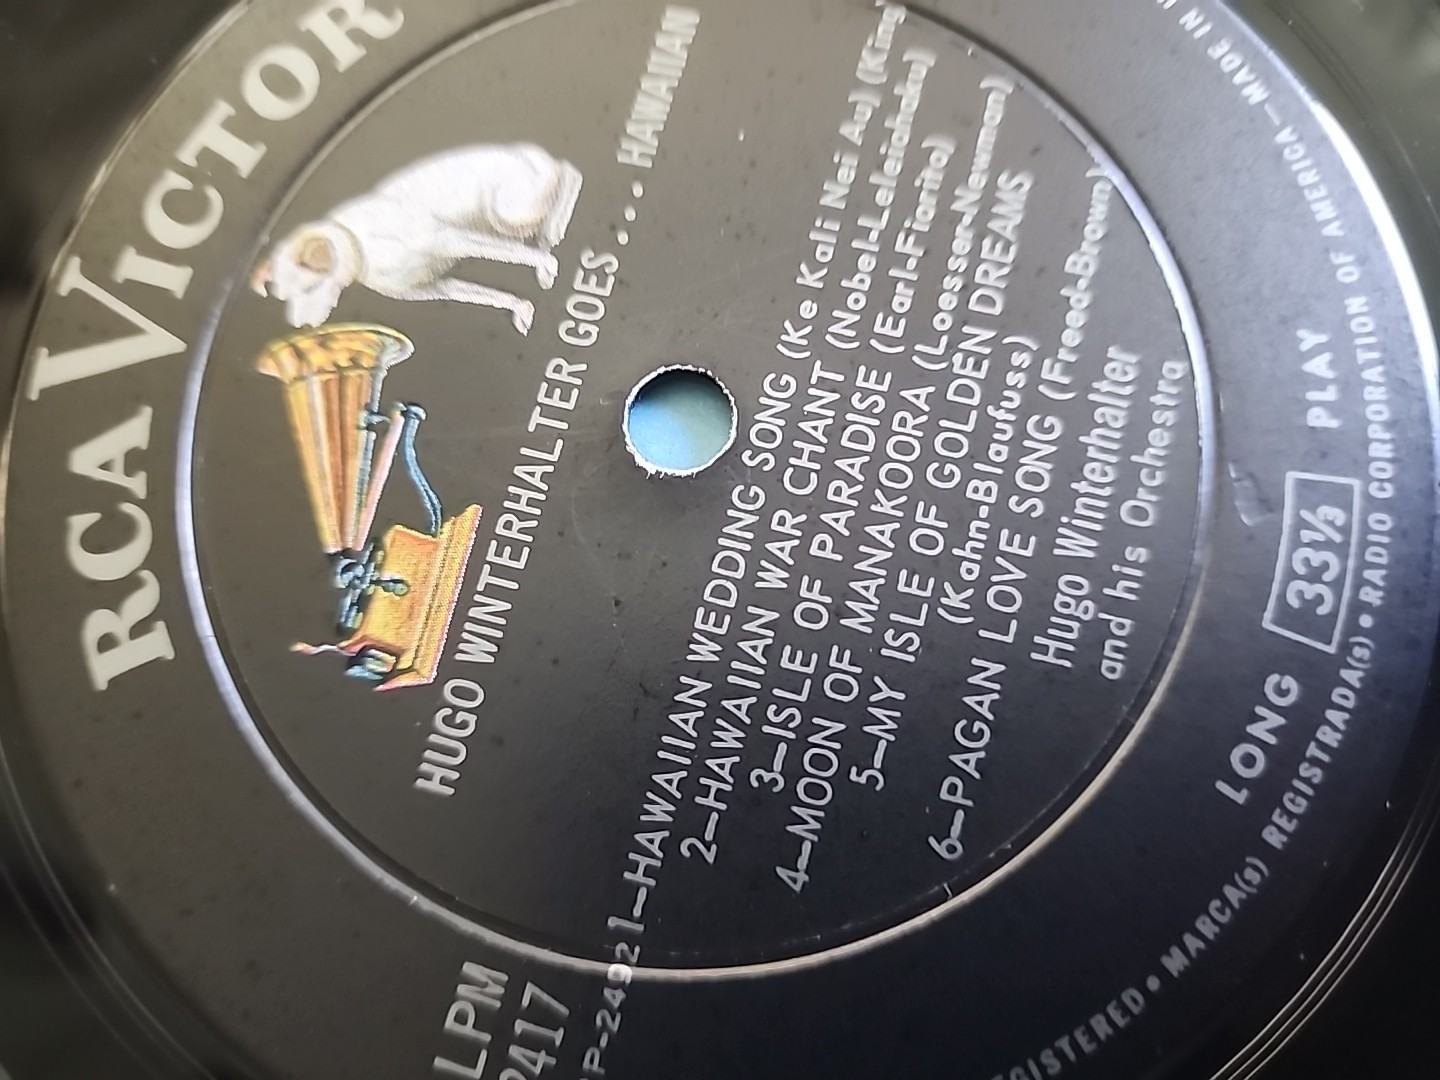 RCA VICTOR
HUGO WINTERHALTER GOES.... HAWAIIAN
LPM
2417
P-2492
1—HAWAIIAN WEDDING SONG (Ke Kali Nei Au) (King)
2—HAWAIIAN WAR CHANT (Nobel-Leleiohaku)
3—ISLE OF PARADISE (Earl-Fiorito)
4—MOON OF MANAKOORA (Loesser-Newman)
5—MY ISLE OF GOLDEN DREAMS
(Kahn-Blaufuss)
6—PAGAN LOVE SONG (Freed-Brown)
Hugo Winterhalter
and his Orchestra
LONG 33⅓ PLAY
MARCA(s) REGISTRADA(s) • RADIO CORPORATION OF AMERICA—MADE IN